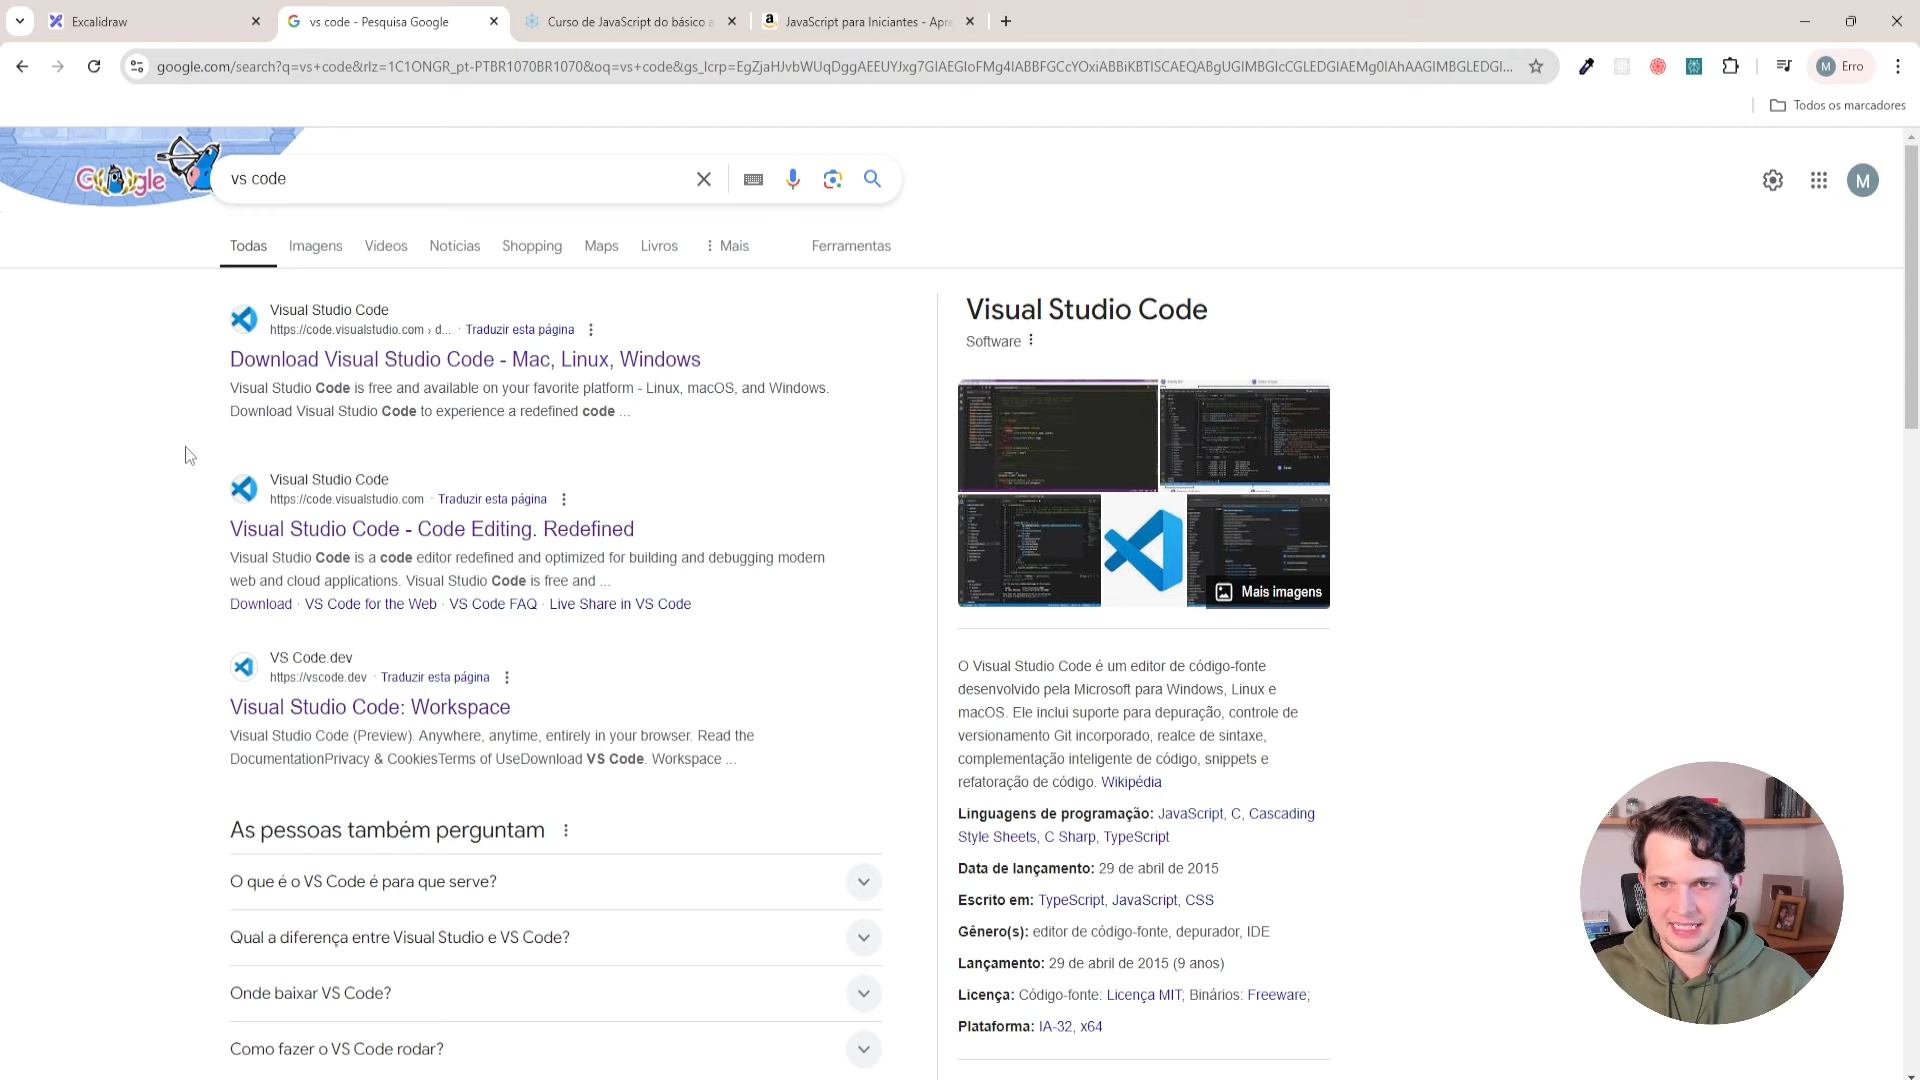 Excalidraw
vs code - Pesquisa Google
Curso de JavaScript do básico a
JavaScript para Iniciantes - Apre
google.com/search?q=vs+code&rlz=1C1ONGR_pt-PTBR1070BR1070&oq=vs+code&gs_lcrp=EgZjaHJvbWUqDggAEEUYJxg7GIAEGIoFMg4IABBFGCcYOxiABBiKBTISCAEQABgUGIMBGIcCGLEDGIAEMg0IAhAAGIMBGLEDGI...
M
Erro
Todos os marcadores
Google
vs code
M
Todas
Imagens
Vídeos
Notícias
Shopping
Maps
Livros
Mais
Ferramentas
Visual Studio Code
https://code.visualstudio.com › d... · Traduzir esta página
Download Visual Studio Code - Mac, Linux, Windows
Visual Studio Code is free and available on your favorite platform - Linux, macOS, and Windows.
Download Visual Studio Code to experience a redefined code ...
Visual Studio Code
https://code.visualstudio.com · Traduzir esta página
Visual Studio Code - Code Editing. Redefined
Visual Studio Code is a code editor redefined and optimized for building and debugging modern
web and cloud applications. Visual Studio Code is free and ...
Download · VS Code for the Web · VS Code FAQ · Live Share in VS Code
VS Code.dev
https://vscode.dev · Traduzir esta página
Visual Studio Code: Workspace
Visual Studio Code (Preview). Anywhere, anytime, entirely in your browser. Read the
DocumentationPrivacy & CookiesTerms of UseDownload VS Code. Workspace ...
As pessoas também perguntam
O que é o VS Code é para que serve?
Qual a diferença entre Visual Studio e VS Code?
Onde baixar VS Code?
Como fazer o VS Code rodar?
Visual Studio Code
Software
Mais imagens
O Visual Studio Code é um editor de código-fonte
desenvolvido pela Microsoft para Windows, Linux e
macOS. Ele inclui suporte para depuração, controle de
versionamento Git incorporado, realce de sintaxe,
complementação inteligente de código, snippets e
refatoração de código. Wikipédia
Linguagens de programação: JavaScript, C, Cascading
Style Sheets, C Sharp, TypeScript
Data de lançamento: 29 de abril de 2015
Escrito em: TypeScript, JavaScript, CSS
Gênero(s): editor de código-fonte, depurador, IDE
Lançamento: 29 de abril de 2015 (9 anos)
Licença: Código-fonte: Licença MIT; Binários: Freeware;
Plataforma: IA-32, x64